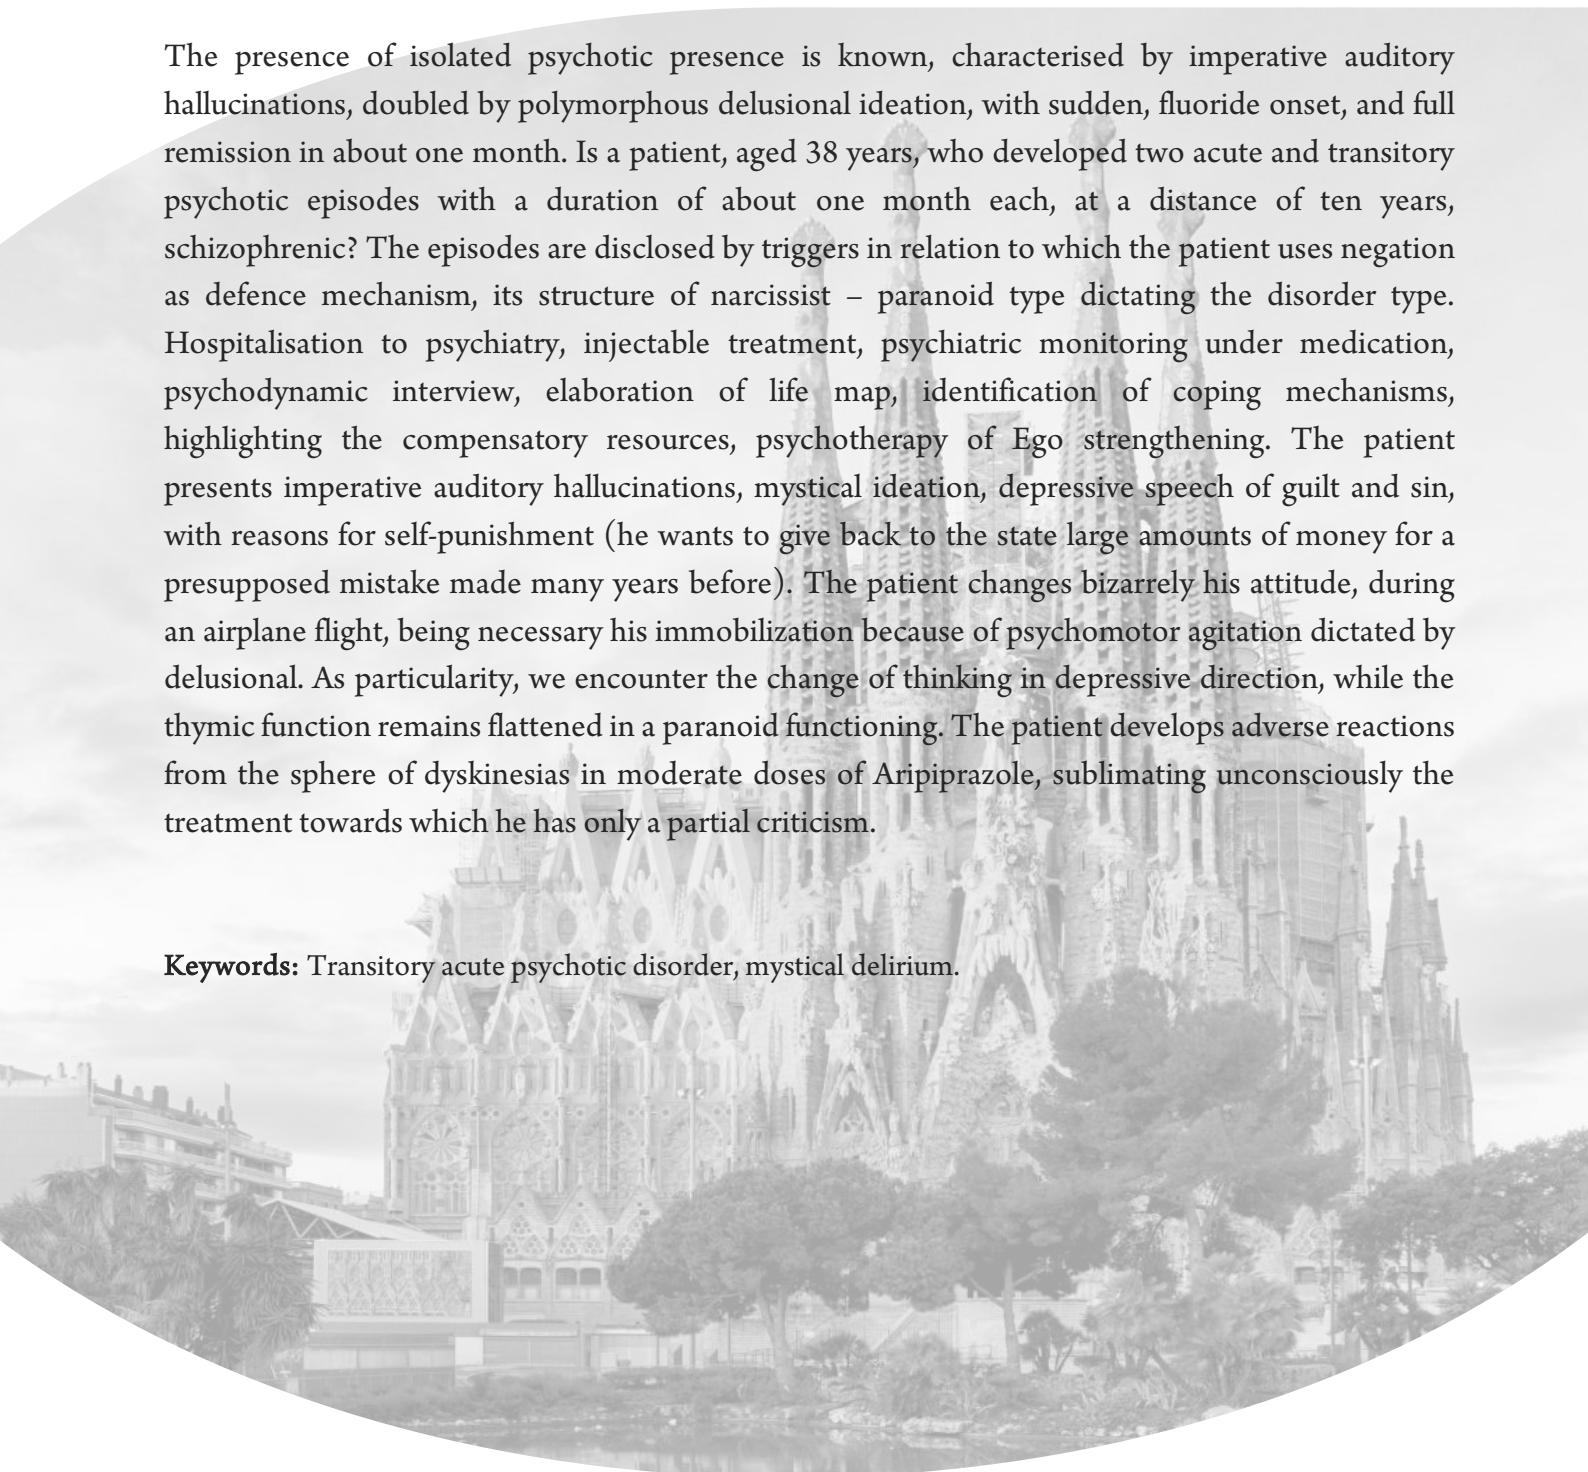 The presence of isolated psychotic presence is known, characterised by imperative auditory
hallucinations, doubled by polymorphous delusional ideation, with sudden, fluoride onset, and full
remission in about one month. Is a patient, aged 38 years, who developed two acute and transitory
psychotic episodes with a duration of about one month each, at a distance of ten years,
schizophrenic? The episodes are disclosed by triggers in relation to which the patient uses negation
as defence mechanism, its structure of narcissist – paranoid type dictating the disorder type.
Hospitalisation to psychiatry, injectable treatment, psychiatric monitoring under medication,
psychodynamic interview, elaboration of life map, identification of coping mechanisms,
highlighting the compensatory resources, psychotherapy of Ego strengthening. The patient
presents imperative auditory hallucinations, mystical ideation, depressive speech of guilt and sin,
with reasons for self-punishment (he wants to give back to the state large amounts of money for a
presupposed mistake made many years before). The patient changes bizarrely his attitude, during
an airplane flight, being necessary his immobilization because of psychomotor agitation dictated by
delusional. As particularity, we encounter the change of thinking in depressive direction, while the
thymic function remains flattened in a paranoid functioning. The patient develops adverse reactions
from the sphere of dyskinesias in moderate doses of Aripiprazole, sublimating unconsciously the
treatment towards which he has only a partial criticism.
Keywords: Transitory acute psychotic disorder, mystical delirium.